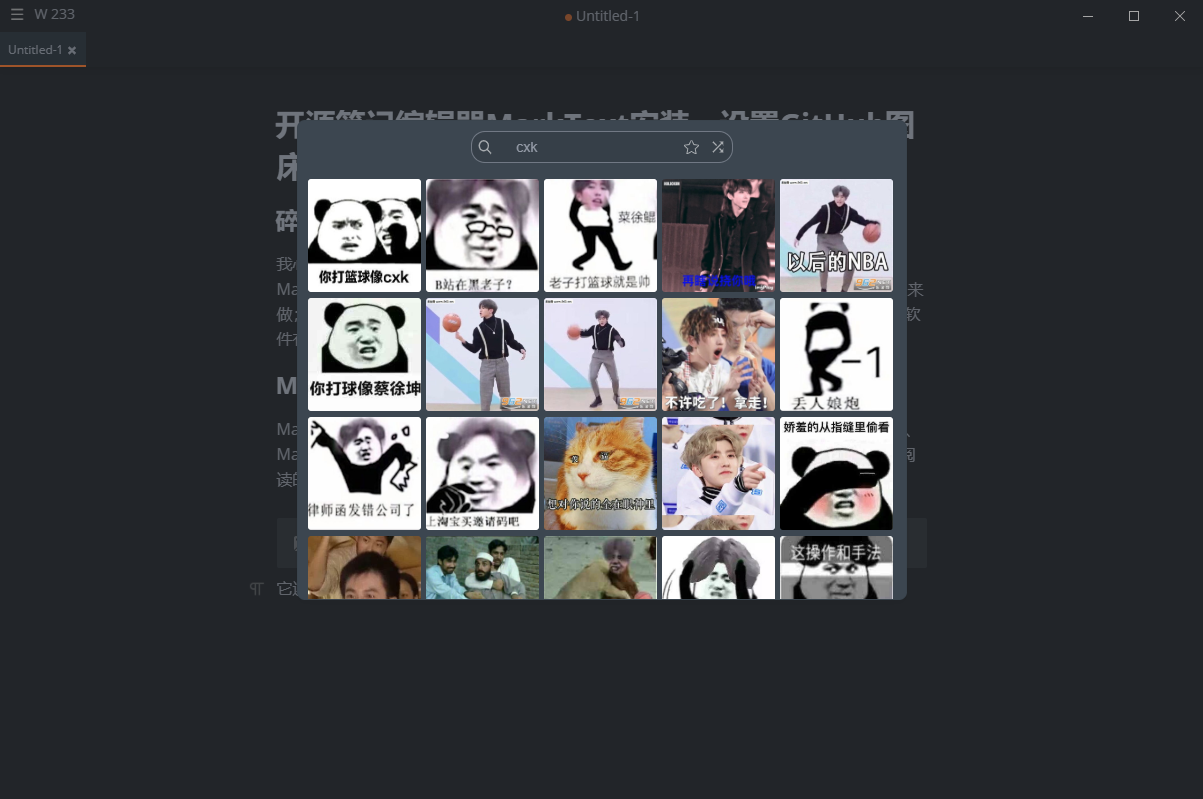 ☰ W 233
Untitled-1
Untitled-1 ×
开源笔记编辑器MarkText安装、设置GitHub图
床
cxk
碎
我
Ma
来
做
软
件
M
Ma
Ma
阅
读
¶ 它
你打篮球像cxk
B站在黑老子?
菜徐鲲
老子打篮球就是帅
以后的NBA
你打球像蔡徐坤
不许吃了!拿走!
-1
丢人娘炮
律师函发错公司了
上淘宝买邀请码吧
想对你说的全在眼神里
娇羞的从指缝里偷看
这操作和手法